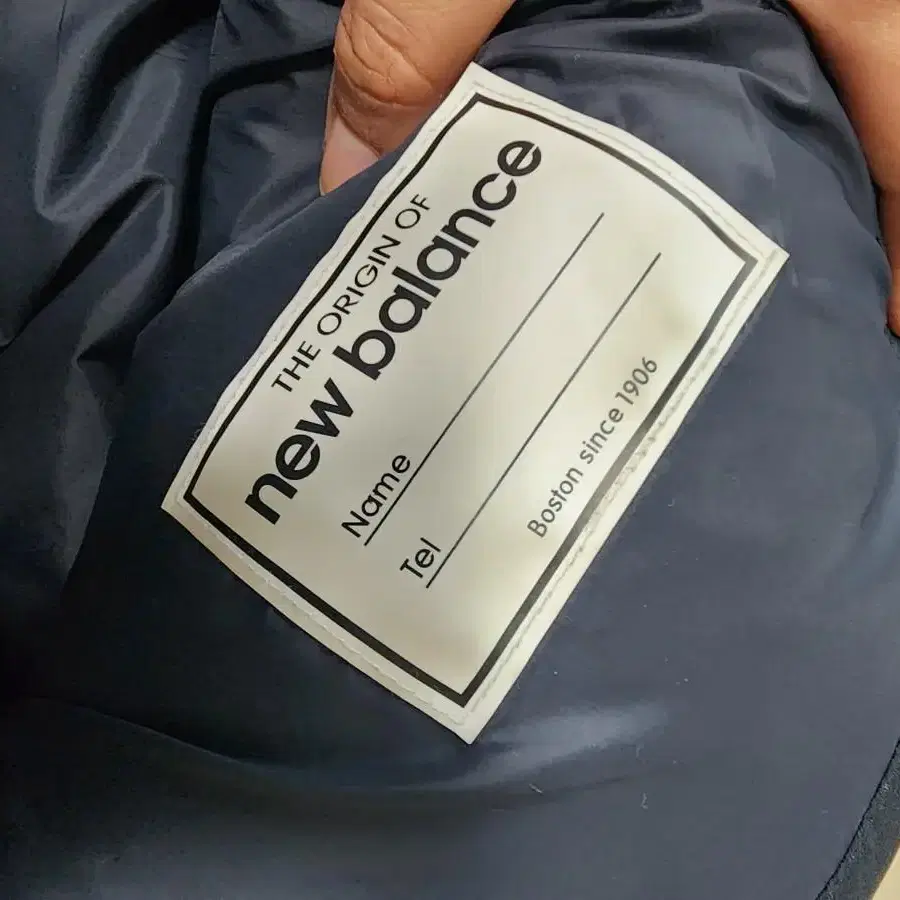 THE ORIGIN OF
new balance
Name
Tel
Boston since 1906